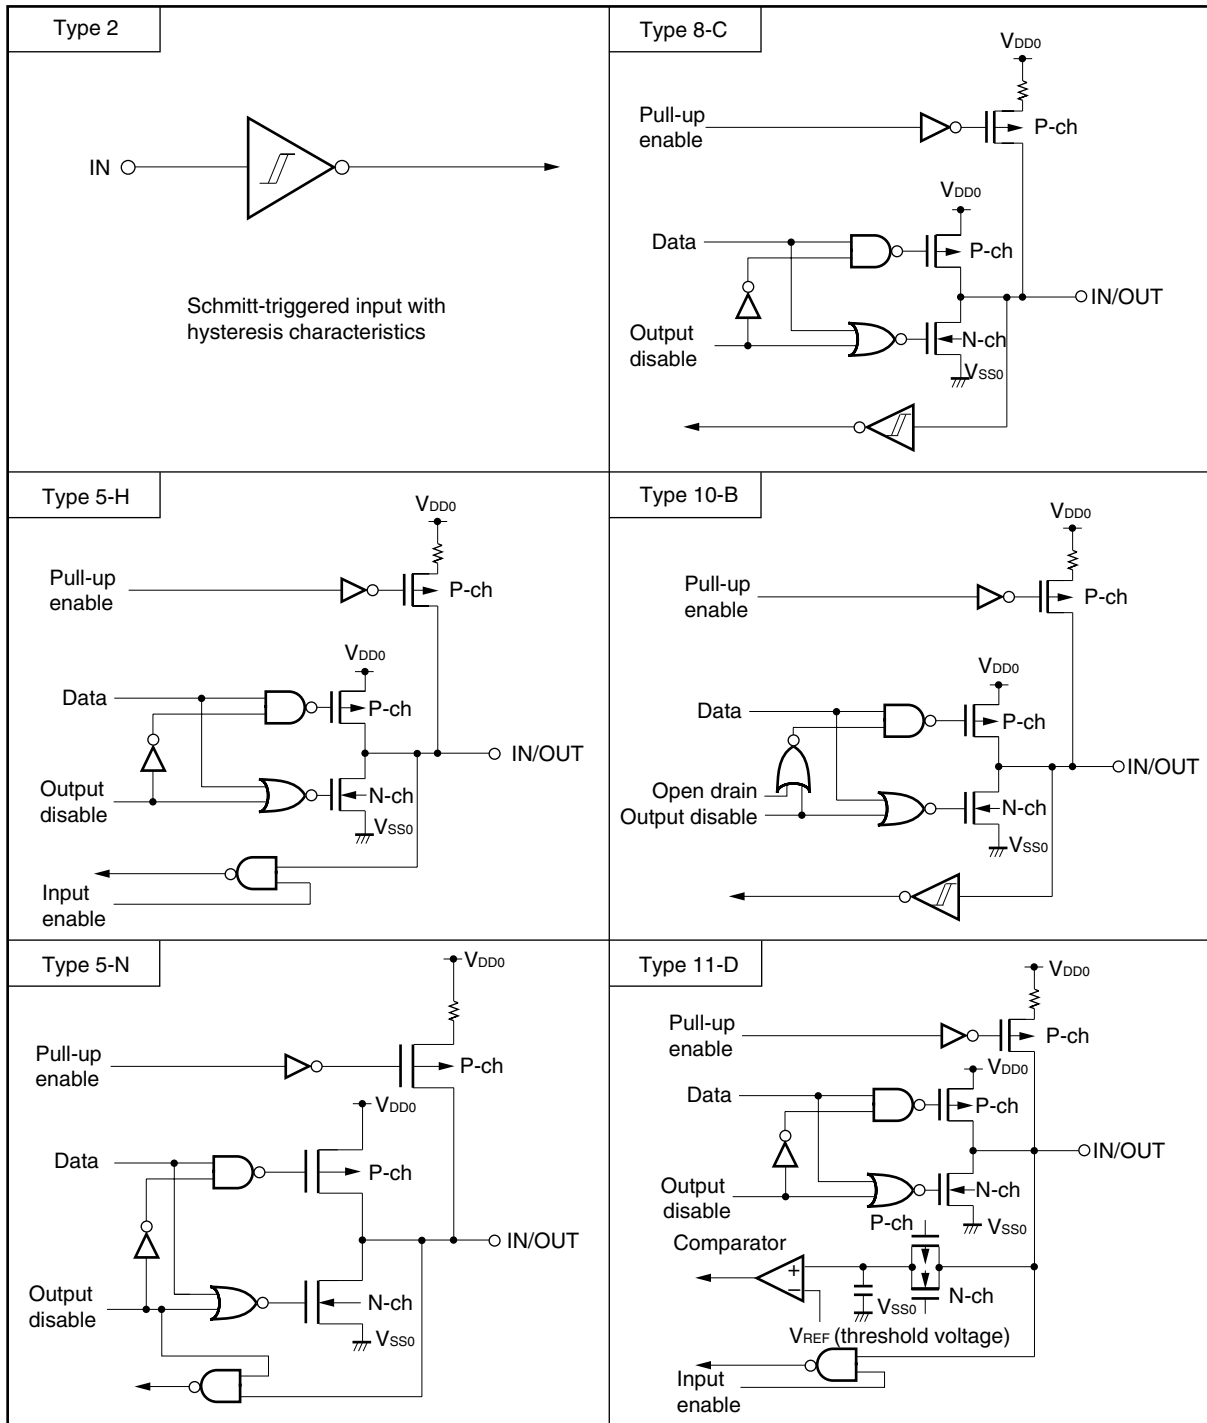 Type 2
IN
Schmitt-triggered input with
hysteresis characteristics
Type 8-C
VDD0
Pull-up
enable
P-ch
VDD0
Data
P-ch
IN/OUT
Output
disable
N-ch
VSS0
Type 5-H
VDD0
Pull-up
enable
P-ch
VDD0
Data
P-ch
IN/OUT
Output
disable
N-ch
VSS0
Input
enable
Type 10-B
VDD0
Pull-up
enable
P-ch
VDD0
Data
P-ch
IN/OUT
Open drain
Output disable
N-ch
VSS0
Type 5-N
VDD0
Pull-up
enable
P-ch
VDD0
Data
P-ch
IN/OUT
Output
disable
N-ch
VSS0
Type 11-D
VDD0
Pull-up
enable
P-ch
VDD0
Data
P-ch
IN/OUT
Output
disable
N-ch
VSS0
P-ch
Comparator
+
−
N-ch
VSS0
VREF (threshold voltage)
Input
enable